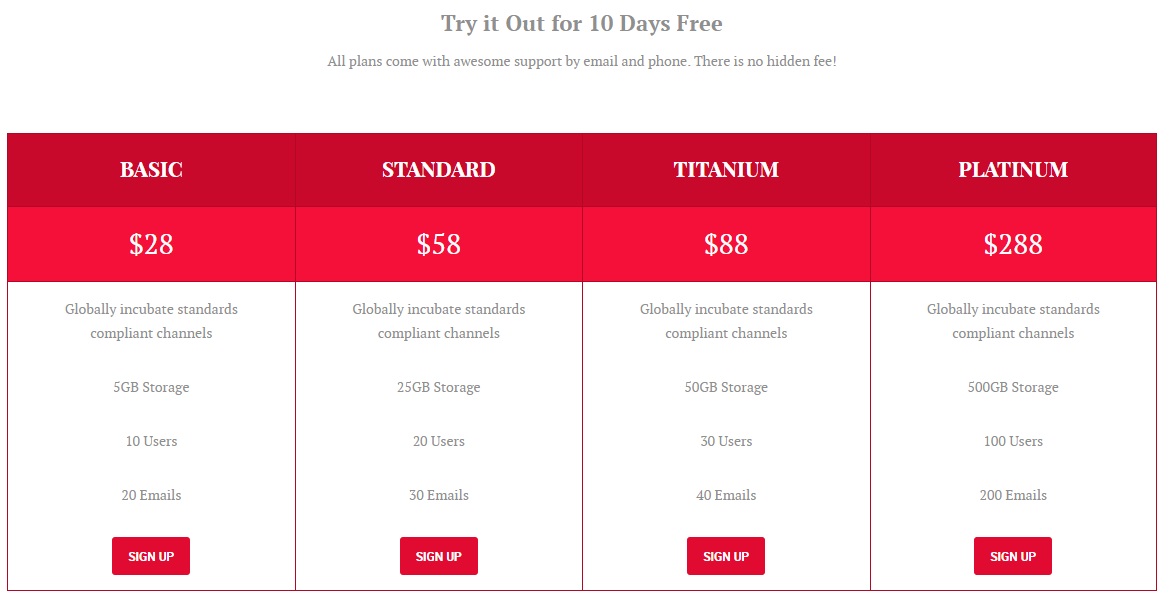 Try it Out for 10 Days Free
All plans come with awesome support by email and phone. There is no hidden fee!
BASIC
STANDARD
TITANIUM
PLATINUM
$28
$58
$88
$288
Globally incubate standards
compliant channels
Globally incubate standards
compliant channels
Globally incubate standards
compliant channels
Globally incubate standards
compliant channels
5GB Storage
25GB Storage
50GB Storage
500GB Storage
10 Users
20 Users
30 Users
100 Users
20 Emails
30 Emails
40 Emails
200 Emails
SIGN UP
SIGN UP
SIGN UP
SIGN UP